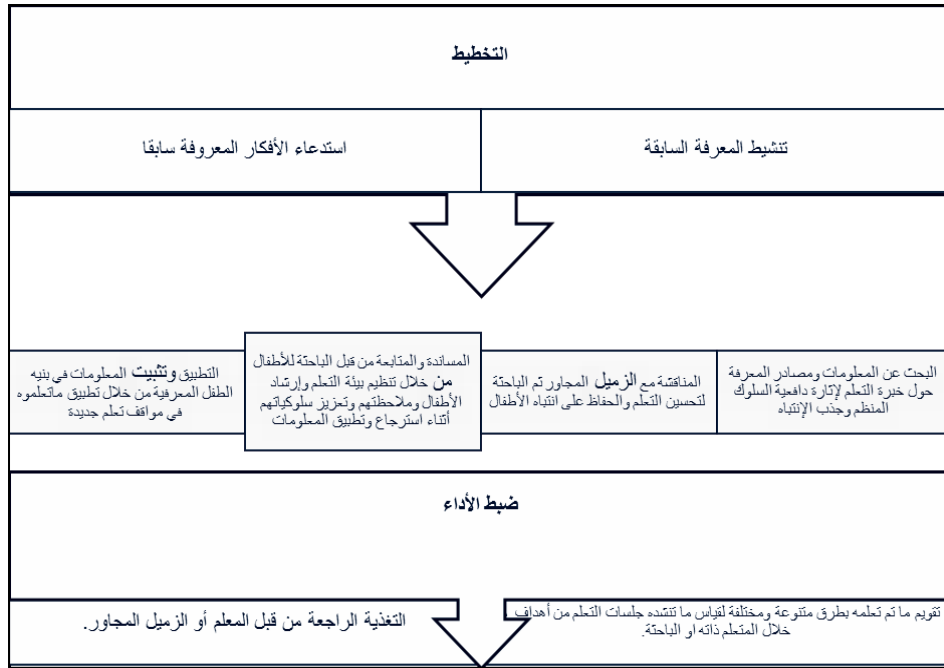 التخطيط
تنشيط المعرفة السابقة
استدعاء الأفكار المعروفة سابقا
البحث عن المعلومات ومصادر المعرفة
حول خبرة التعلم لإثارة دافعية السلوك
المنظم وجذب الإنتباه
المناقشة مع الزميل المجاور ثم الباحثة
لتحسين التعلم والحفاظ على انتباه الأطفال
المساندة والمتابعة من قبل الباحثة للأطفال
من خلال تنظيم بيئة التعلم وإرشاد
الأطفال وملاحظتهم وتعزيز سلوكياتهم
أثناء استرجاع وتطبيق المعلومات
التطبيق وتثبيت المعلومات في بنيه
الطفل المعرفية من خلال تطبيق ماتعلموه
في مواقف تعلم جديدة
ضبط الأداء
تقويم ما تم تعلمه بطرق متنوعة ومختلفة لقياس ما تنشده جلسات التعلم من أهداف
خلال المتعلم ذاته او الباحثة.
التغذية الراجعة من قبل المعلم أو الزميل المجاور.